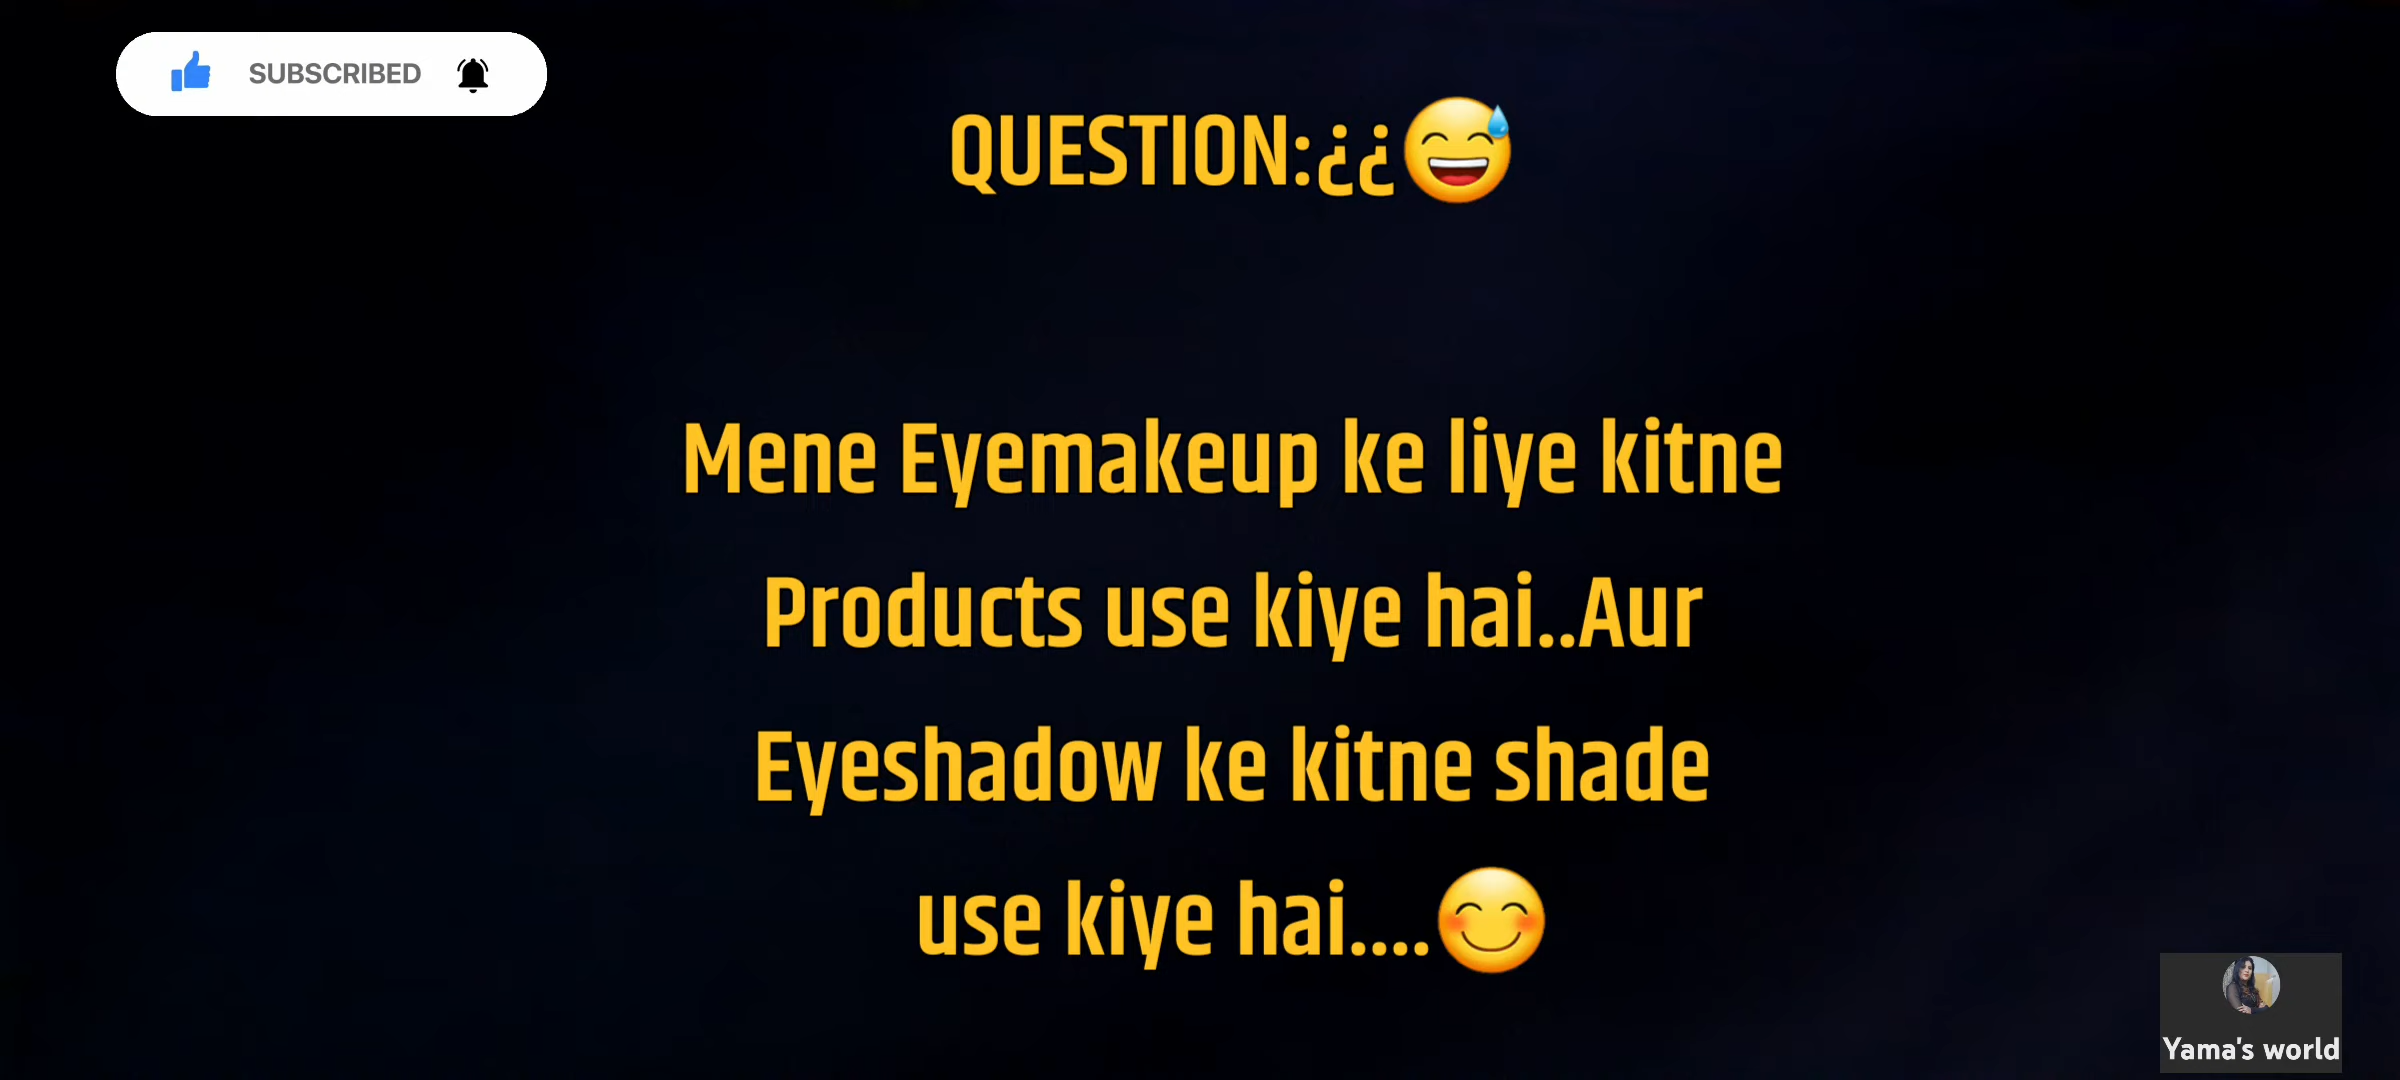 SUBSCRIBED
QUESTION:¿¿😅
Mene Eyemakeup ke liye kitne
Products use kiye hai..Aur
Eyeshadow ke kitne shade
use kiye hai....😊
Yama's world